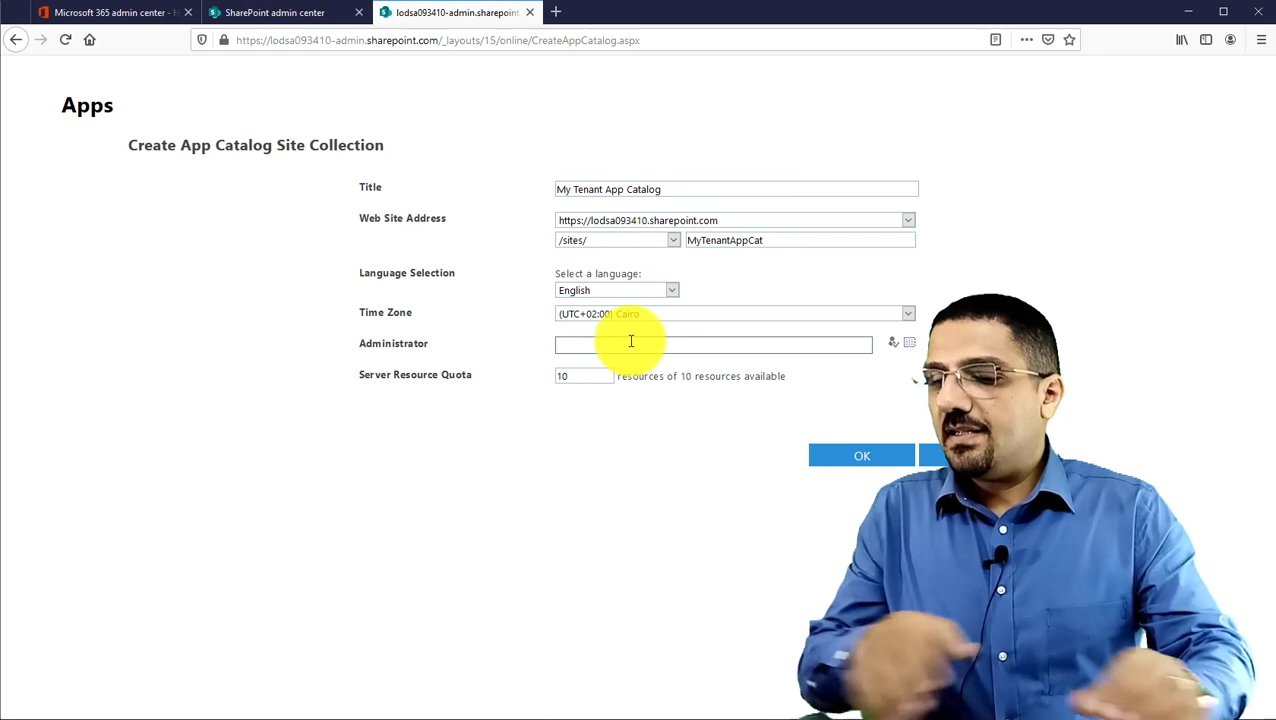 Microsoft 365 admin center - H
SharePoint admin center
lodsa093410-admin.sharepoint
https://lodsa093410-admin.sharepoint.com/_layouts/15/online/CreateAppCatalog.aspx
Apps
Create App Catalog Site Collection
Title
My Tenant App Catalog
Web Site Address
https://lodsa093410.sharepoint.com
/sites/
MyTenantAppCat
Language Selection
Select a language:
English
Time Zone
(UTC+02:00) Cairo
Administrator
Server Resource Quota
10
resources of 10 resources available
OK